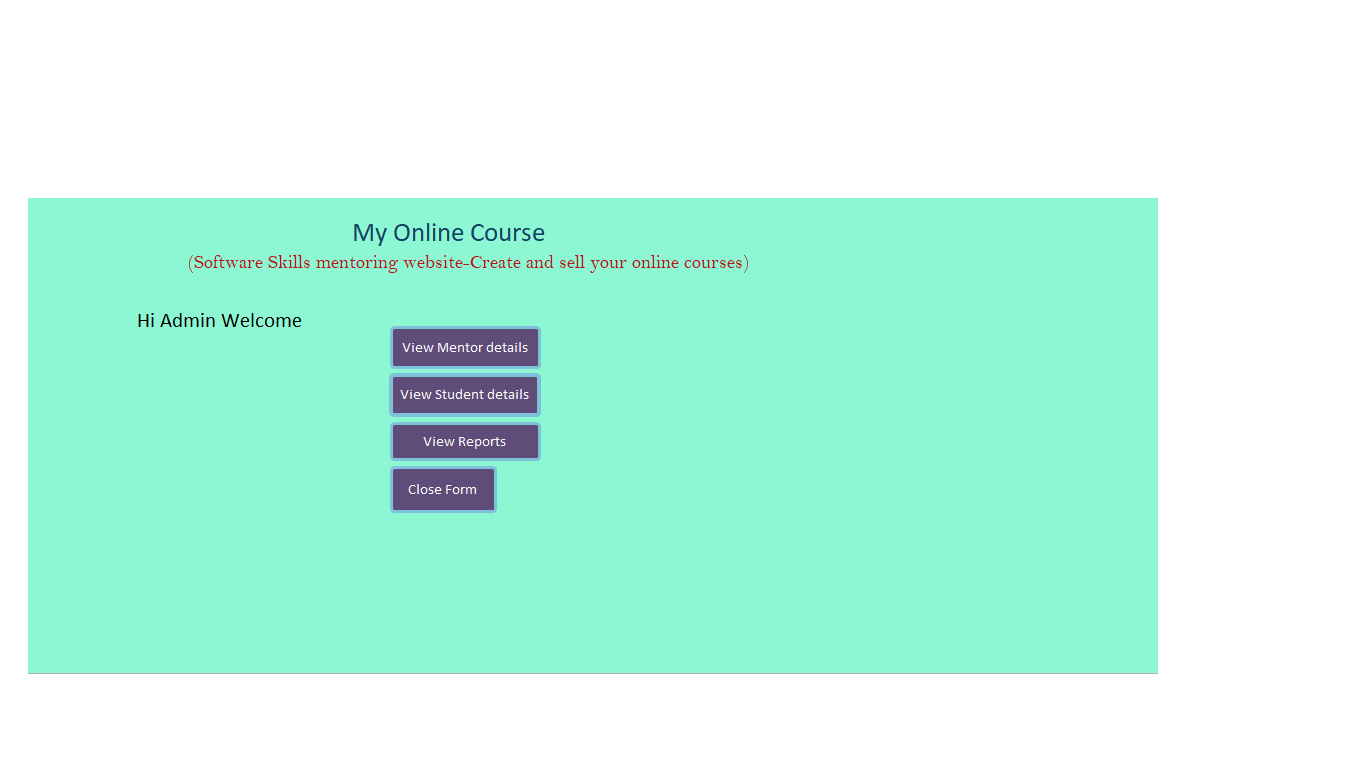 My Online Course
(Software Skills mentoring website-Create and sell your online courses)
Hi Admin Welcome
View Mentor details
View Student details
View Reports
Close Form